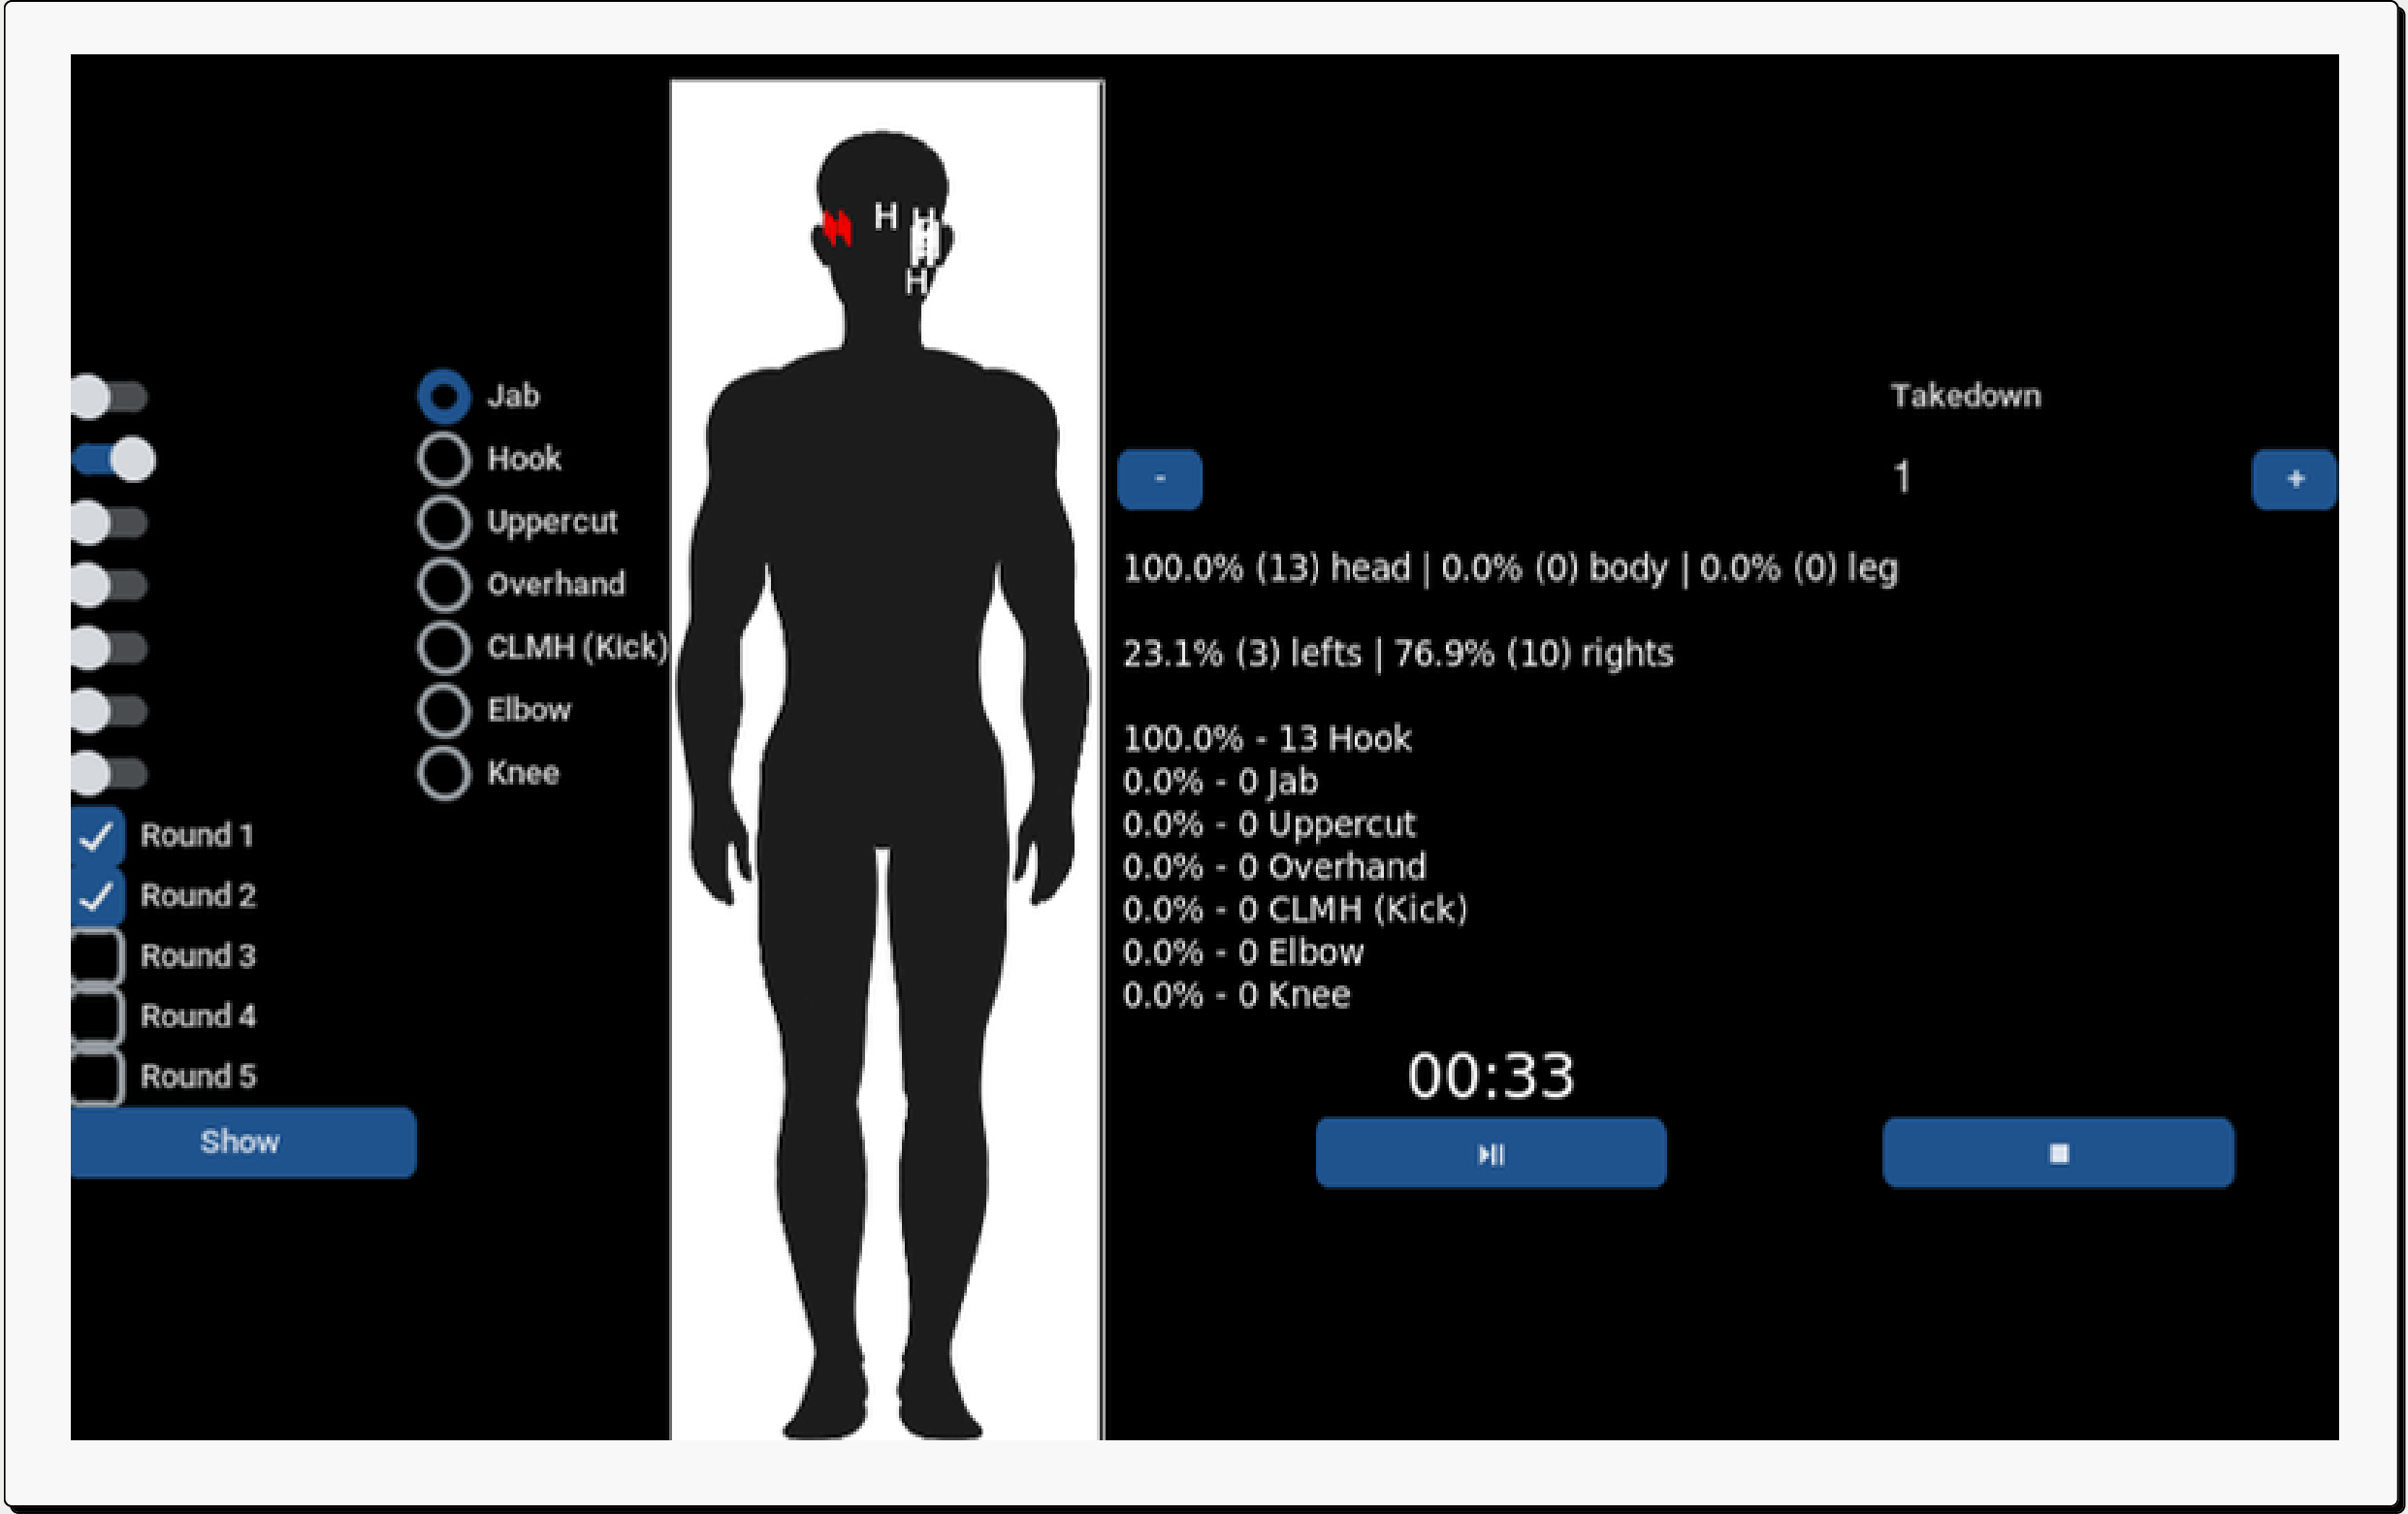 H
H
H
Jab
Hook
Uppercut
Overhand
CLMH (Kick)
Elbow
Knee
Round 1
Round 2
Round 3
Round 4
Round 5
Show
Takedown
-
1
+
100.0% (13) head | 0.0% (0) body | 0.0% (0) leg
23.1% (3) lefts | 76.9% (10) rights
100.0% - 13 Hook
0.0% - 0 Jab
0.0% - 0 Uppercut
0.0% - 0 Overhand
0.0% - 0 CLMH (Kick)
0.0% - 0 Elbow
0.0% - 0 Knee
00:33